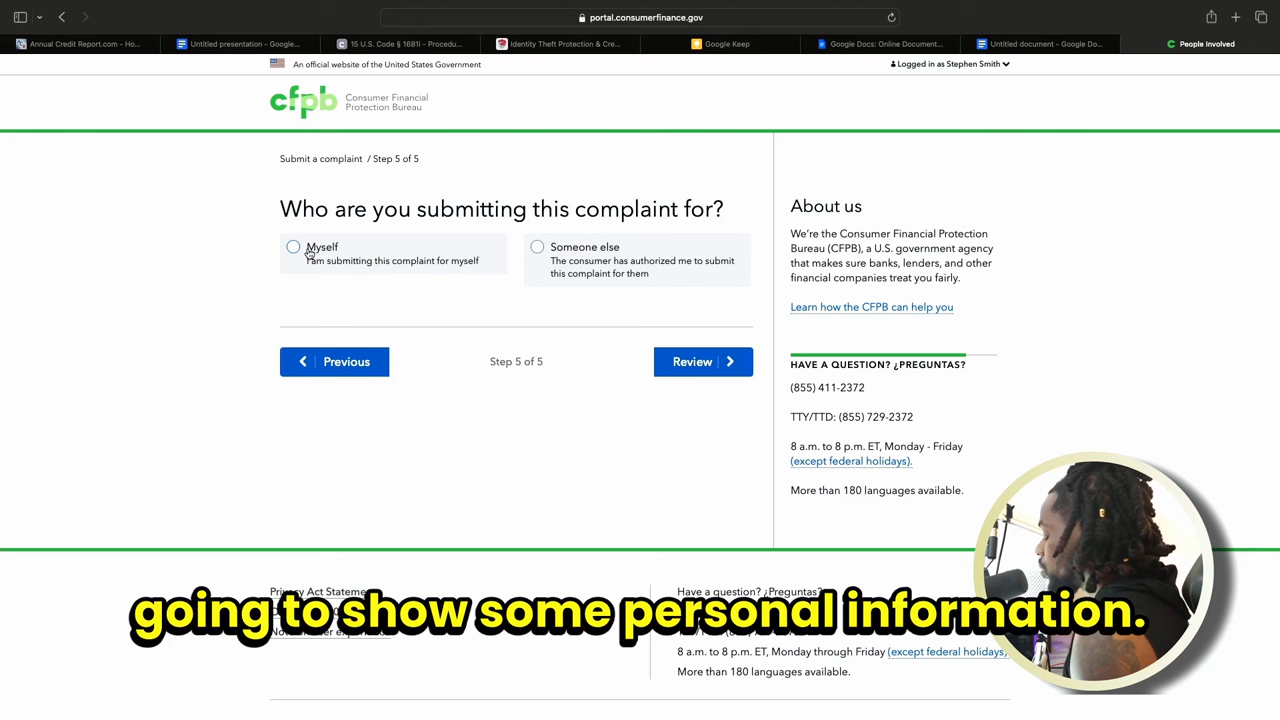 portal.consumerfinance.gov
Annual Credit Report.com - Ho...
Untitled presentation - Google...
15 U.S. Code § 1681i - Procedu...
Identity Theft Protection & Cre...
Google Keep
Google Docs: Online Document...
Untitled document - Google Do...
People Involved
An official website of the United States Government
Logged in as Stephen Smith
cfpb
Consumer Financial
Protection Bureau
Submit a complaint / Step 5 of 5
Who are you submitting this complaint for?
Myself
I am submitting this complaint for myself
Someone else
The consumer has authorized me to submit
this complaint for them
Previous
Step 5 of 5
Review
About us
We're the Consumer Financial Protection
Bureau (CFPB), a U.S. government agency
that makes sure banks, lenders, and other
financial companies treat you fairly.
Learn how the CFPB can help you
HAVE A QUESTION? ¿PREGUNTAS?
(855) 411-2372
TTY/TTD: (855) 729-2372
8 a.m. to 8 p.m. ET, Monday - Friday
(except federal holidays).
More than 180 languages available.
Privacy Act Statement
Have a question? ¿Preguntas?
going to show some personal information.
8 a.m. to 8 p.m. ET, Monday through Friday (except federal holidays).
More than 180 languages available.